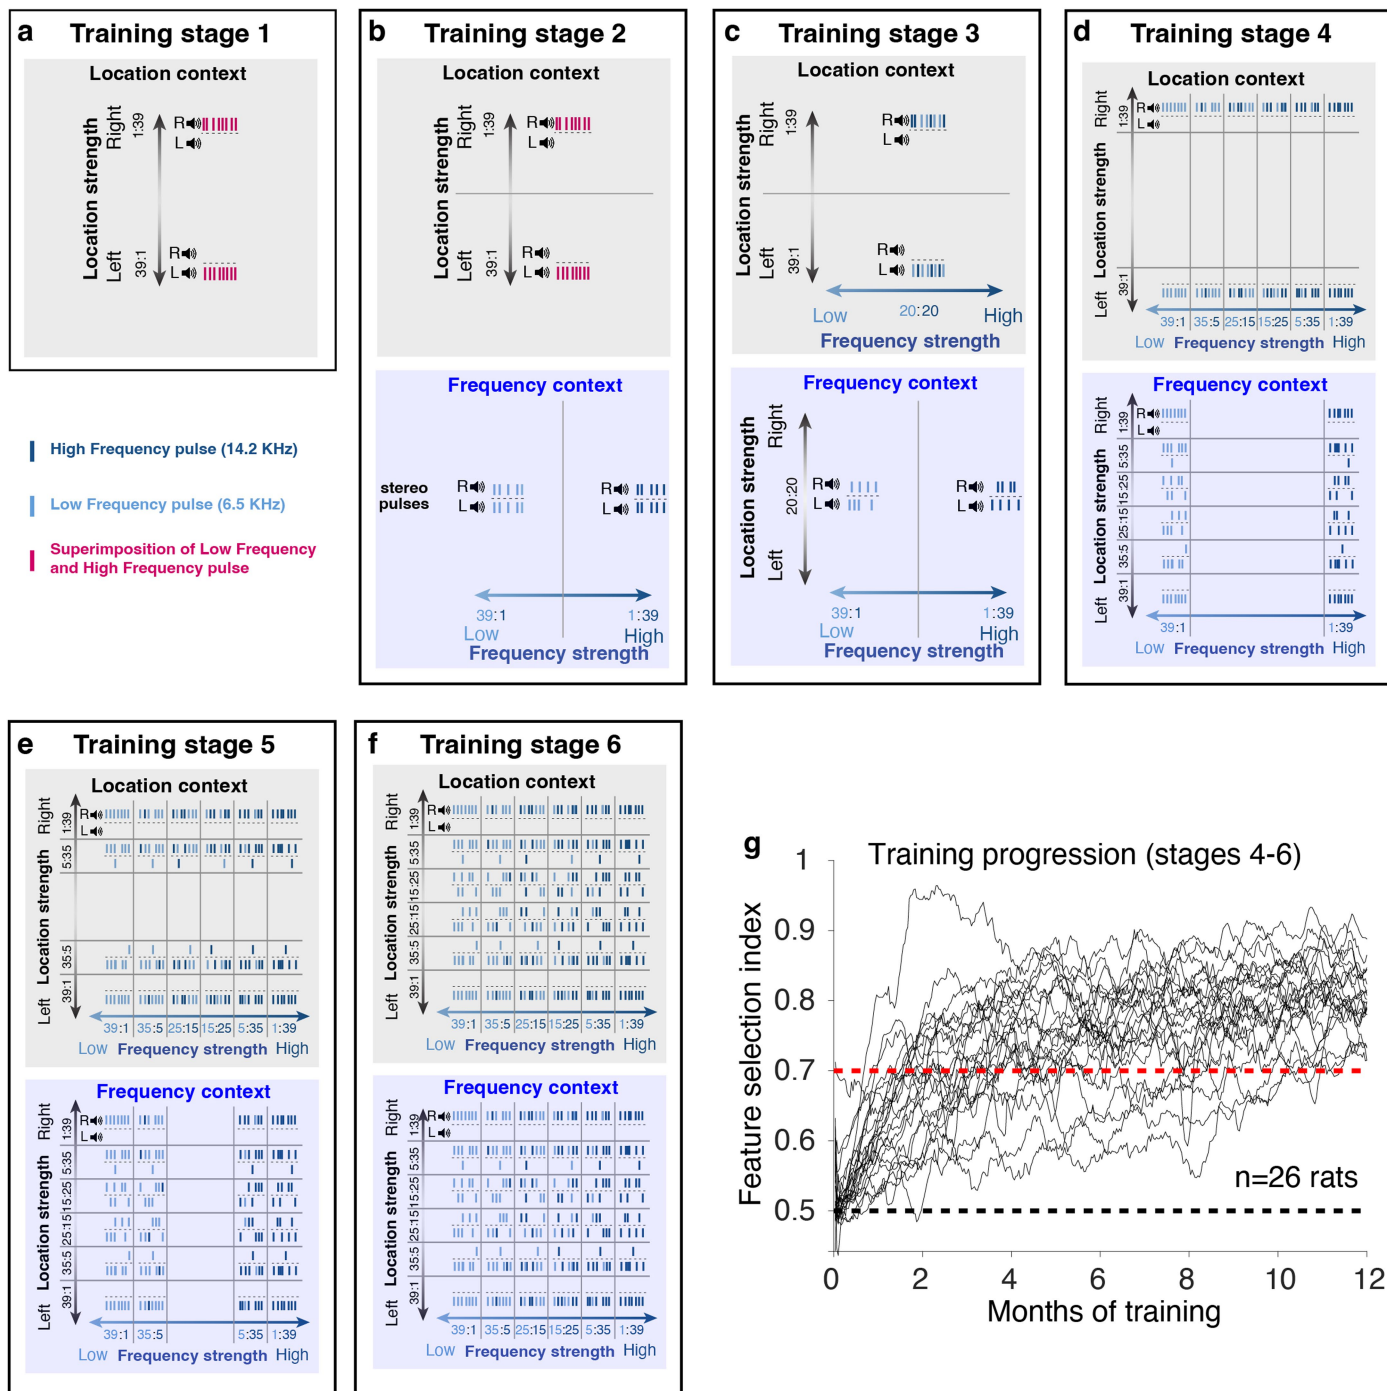 a Training stage 1
Location context
Location strength
Right
1:39
R
L
Left
39:1
R
L
High Frequency pulse (14.2 KHz)
Low Frequency pulse (6.5 KHz)
Superimposition of Low Frequency
and High Frequency pulse
b Training stage 2
Location context
Location strength
Right
1:39
R
L
Left
39:1
R
L
Frequency context
stereo
pulses
R
L
R
L
39:1 1:39
Low High
Frequency strength
c Training stage 3
Location context
Location strength
Right
1:39
R
L
Left
39:1
R
L
Low 20:20 High
Frequency strength
Frequency context
Location strength
Right
20:20
Left
R
L
R
L
39:1 1:39
Low High
Frequency strength
d Training stage 4
Location context
Location strength
Right
1:39
R
L
Left
39:1
39:1 35:5 25:15 15:25 5:35 1:39
Low Frequency strength High
Frequency context
Location strength
Right
1:39
R
L
5:35
15:25
25:15
35:5
39:1
Left
39:1 1:39
Low Frequency strength High
e Training stage 5
Location context
Location strength
Right
1:39
R
L
5:35
35:5
39:1
Left
39:1 35:5 25:15 15:25 5:35 1:39
Low Frequency strength High
Frequency context
Location strength
Right
1:39
R
L
5:35
15:25
25:15
35:5
39:1
Left
39:1 35:5 5:35 1:39
Low Frequency strength High
f Training stage 6
Location context
Location strength
Right
1:39
R
L
5:35
15:25
25:15
35:5
39:1
Left
39:1 35:5 25:15 15:25 5:35 1:39
Low Frequency strength High
Frequency context
Location strength
Right
1:39
R
L
5:35
15:25
25:15
35:5
39:1
Left
39:1 35:5 25:15 15:25 5:35 1:39
Low Frequency strength High
g Training progression (stages 4-6)
Feature selection index
1
0.9
0.8
0.7
0.6
0.5
n=26 rats
0 2 4 6 8 10 12
Months of training